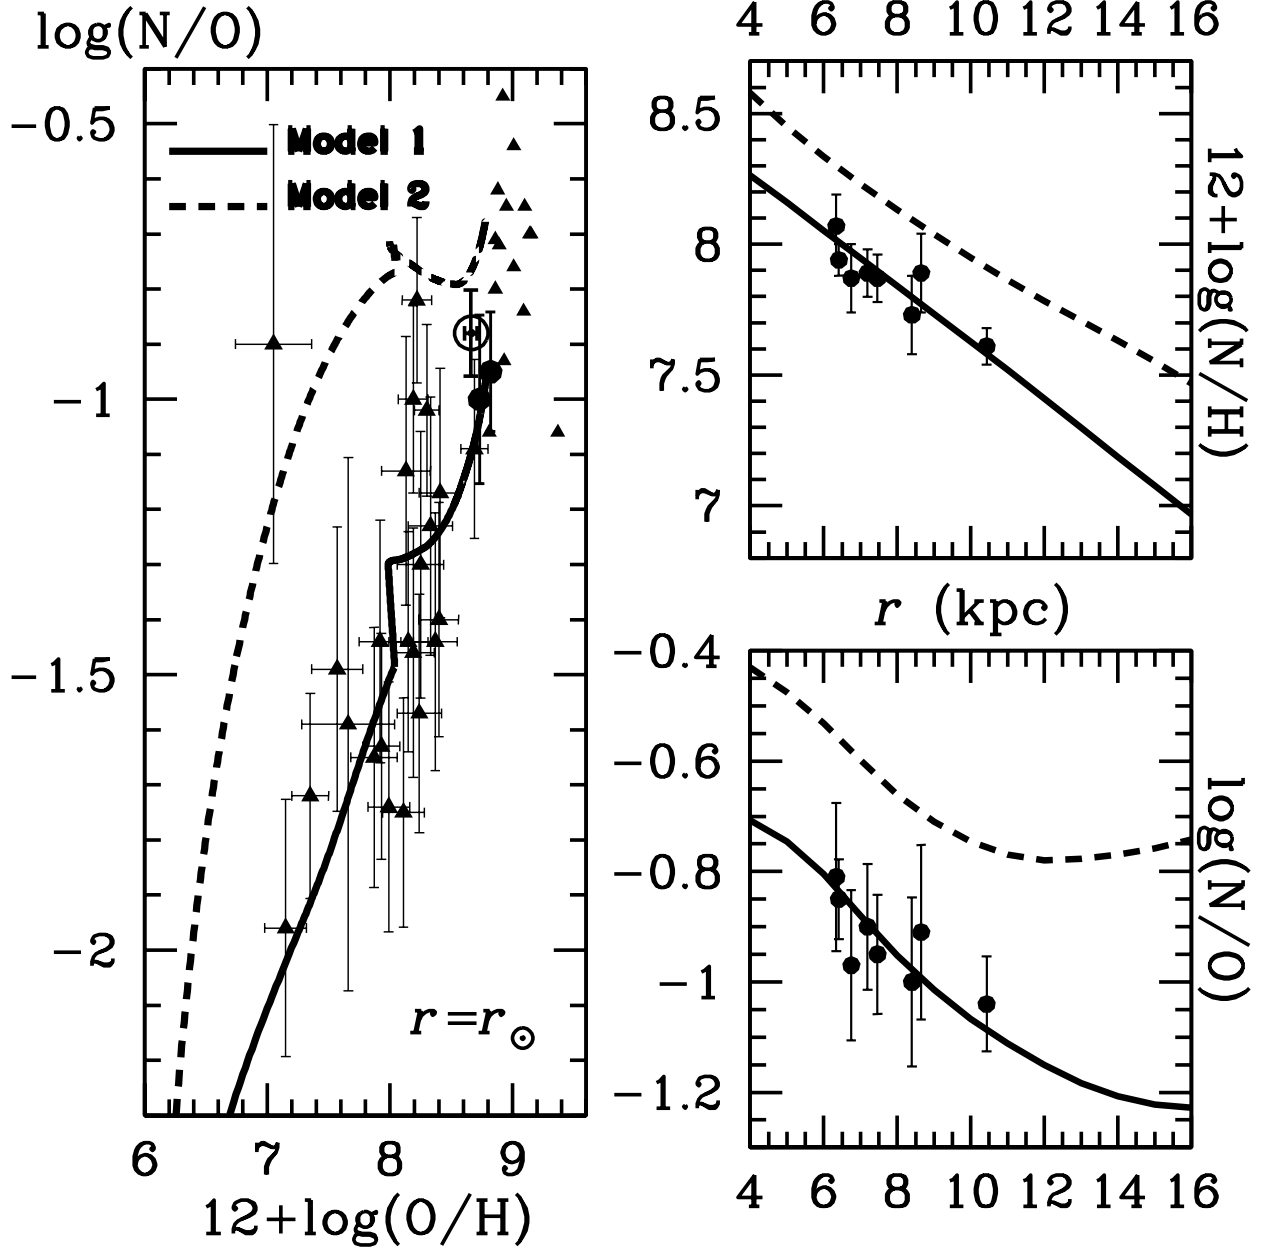 log(N/O)
-0.5
-1
-1.5
-2
Model 1
Model 2
r=r⊙
6 7 8 9
12+log(O/H)
4 6 8 10 12 14 16
8.5
8
7.5
7
12+log(N/H)
r (kpc)
-0.4
-0.6
-0.8
-1
-1.2
log(N/O)
4 6 8 10 12 14 16